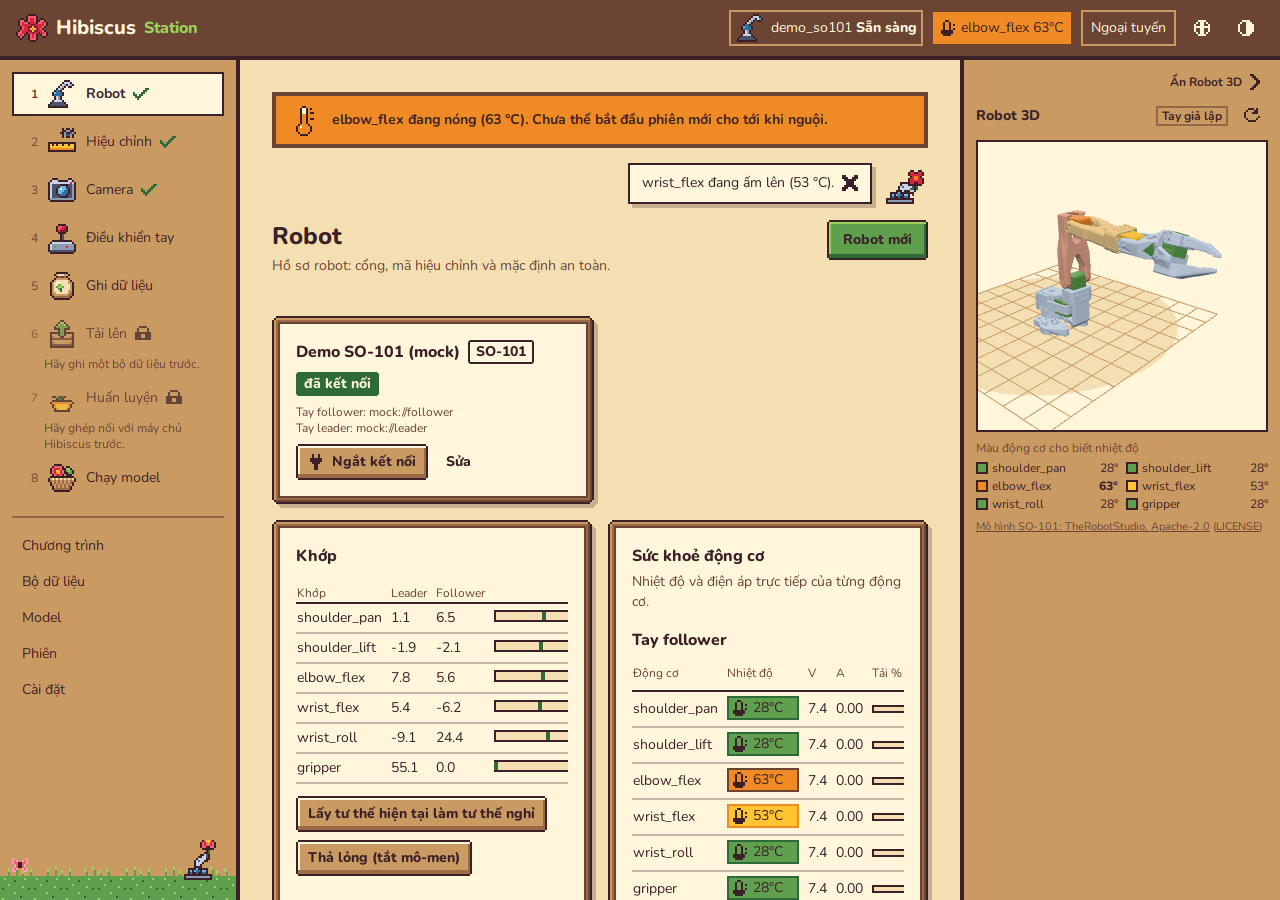 Hibiscus Station
demo_so101 Sẵn sàng
elbow_flex 63°C
Ngoại tuyến
1 Robot
2 Hiệu chỉnh
3 Camera
4 Điều khiển tay
5 Ghi dữ liệu
6 Tải lên
Hãy ghi một bộ dữ liệu trước.
7 Huấn luyện
Hãy ghép nối với máy chủ
Hibiscus trước.
8 Chạy model
Chương trình
Bộ dữ liệu
Model
Phiên
Cài đặt
elbow_flex đang nóng (63 °C). Chưa thể bắt đầu phiên mới cho tới khi nguội.
wrist_flex đang ấm lên (53 °C).
Robot
Robot mới
Hồ sơ robot: cổng, mã hiệu chỉnh và mặc định an toàn.
Demo SO-101 (mock) SO-101
đã kết nối
Tay follower: mock://follower
Tay leader: mock://leader
Ngắt kết nối
Sửa
Khớp
Khớp Leader Follower
shoulder_pan 1.1 6.5
shoulder_lift -1.9 -2.1
elbow_flex 7.8 5.6
wrist_flex 5.4 -6.2
wrist_roll -9.1 24.4
gripper 55.1 0.0
Lấy tư thế hiện tại làm tư thế nghỉ
Thả lỏng (tắt mô-men)
Sức khoẻ động cơ
Nhiệt độ và điện áp trực tiếp của từng động
cơ.
Tay follower
Động cơ Nhiệt độ V A Tải %
shoulder_pan 28°C 7.4 0.00
shoulder_lift 28°C 7.4 0.00
elbow_flex 63°C 7.4 0.00
wrist_flex 53°C 7.4 0.00
wrist_roll 28°C 7.4 0.00
gripper 28°C 7.4 0.00
Ẩn Robot 3D
Robot 3D
Tay giả lập
Màu động cơ cho biết nhiệt độ
shoulder_pan 28° shoulder_lift 28°
elbow_flex 63° wrist_flex 53°
wrist_roll 28° gripper 28°
Mô hình SO-101: TheRobotStudio, Apache-2.0 (LICENSE)